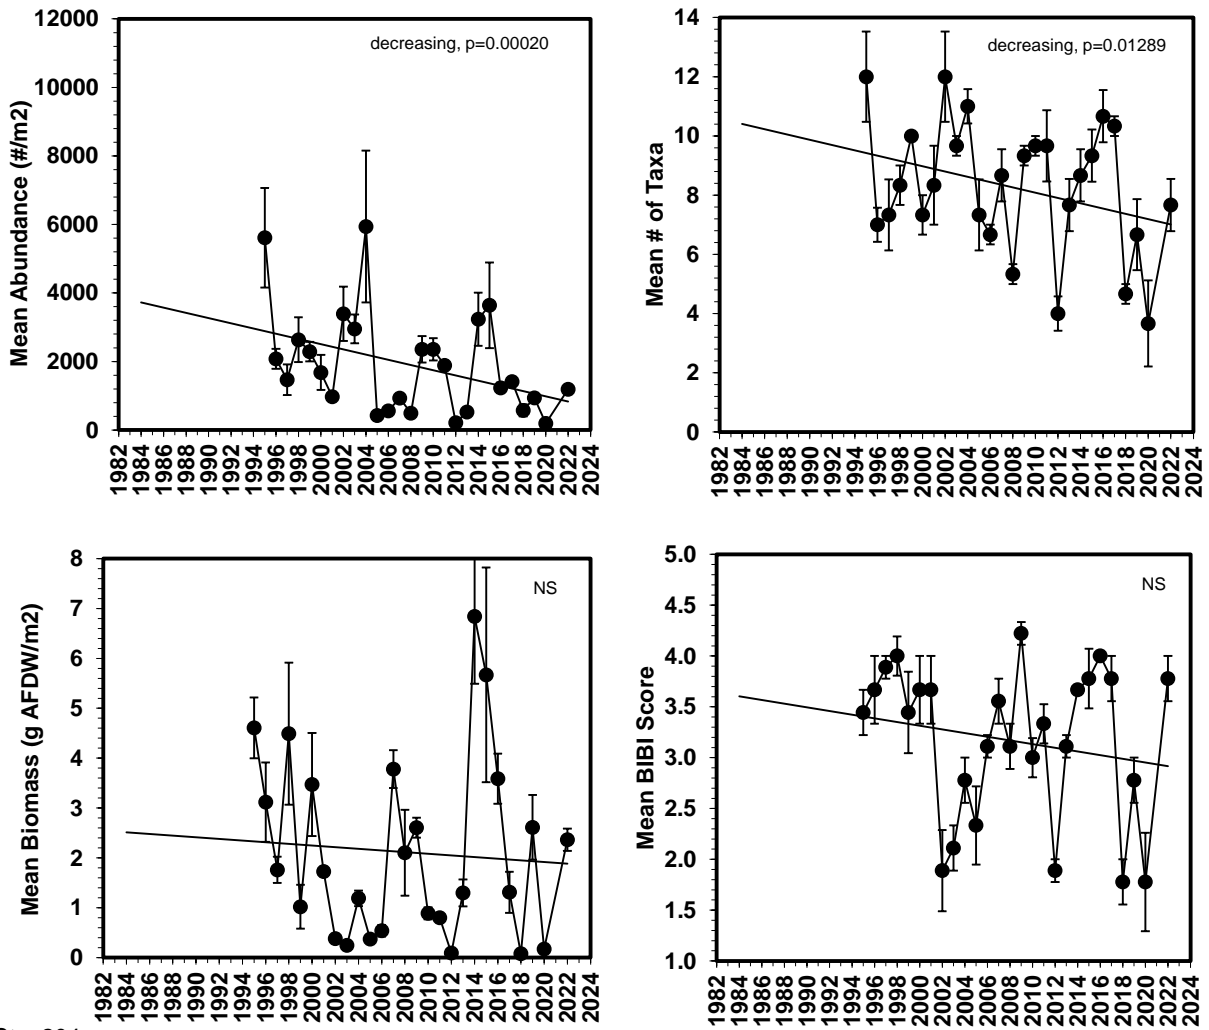 12000
10000
8000
6000
4000
2000
0
Mean Abundance (#/m2)
decreasing, p=0.00020
1982 1984 1986 1988 1990 1992 1994 1996 1998 2000 2002 2004 2006 2008 2010 2012 2014 2016 2018 2020 2022 2024
14
12
10
8
6
4
2
0
Mean # of Taxa
decreasing, p=0.01289
1982 1984 1986 1988 1990 1992 1994 1996 1998 2000 2002 2004 2006 2008 2010 2012 2014 2016 2018 2020 2022 2024
8
7
6
5
4
3
2
1
0
Mean Biomass (g AFDW/m2)
NS
1982 1984 1986 1988 1990 1992 1994 1996 1998 2000 2002 2004 2006 2008 2010 2012 2014 2016 2018 2020 2022 2024
5.0
4.5
4.0
3.5
3.0
2.5
2.0
1.5
1.0
Mean BIBI Score
NS
1982 1984 1986 1988 1990 1992 1994 1996 1998 2000 2002 2004 2006 2008 2010 2012 2014 2016 2018 2020 2022 2024